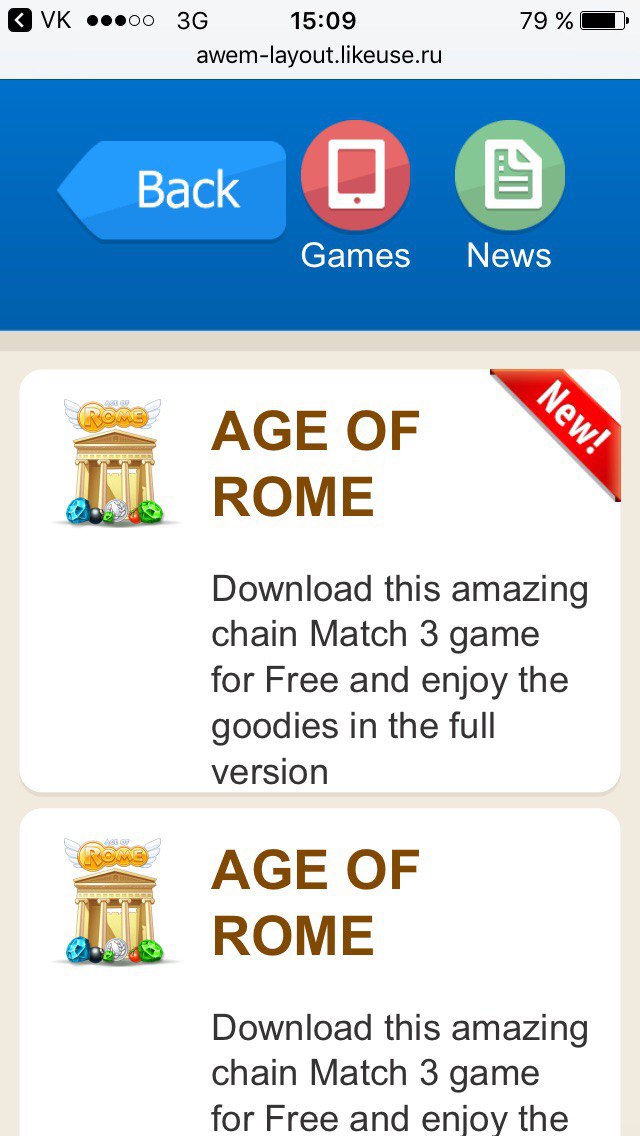 VK 3G 15:09 79 %
awem-layout.likeuse.ru
Back
Games
News
New!
AGE OF
ROME
AGE OF
ROME
Download this amazing
chain Match 3 game
for Free and enjoy the
goodies in the full
version
AGE OF
ROME
AGE OF
ROME
Download this amazing
chain Match 3 game
for Free and enjoy the